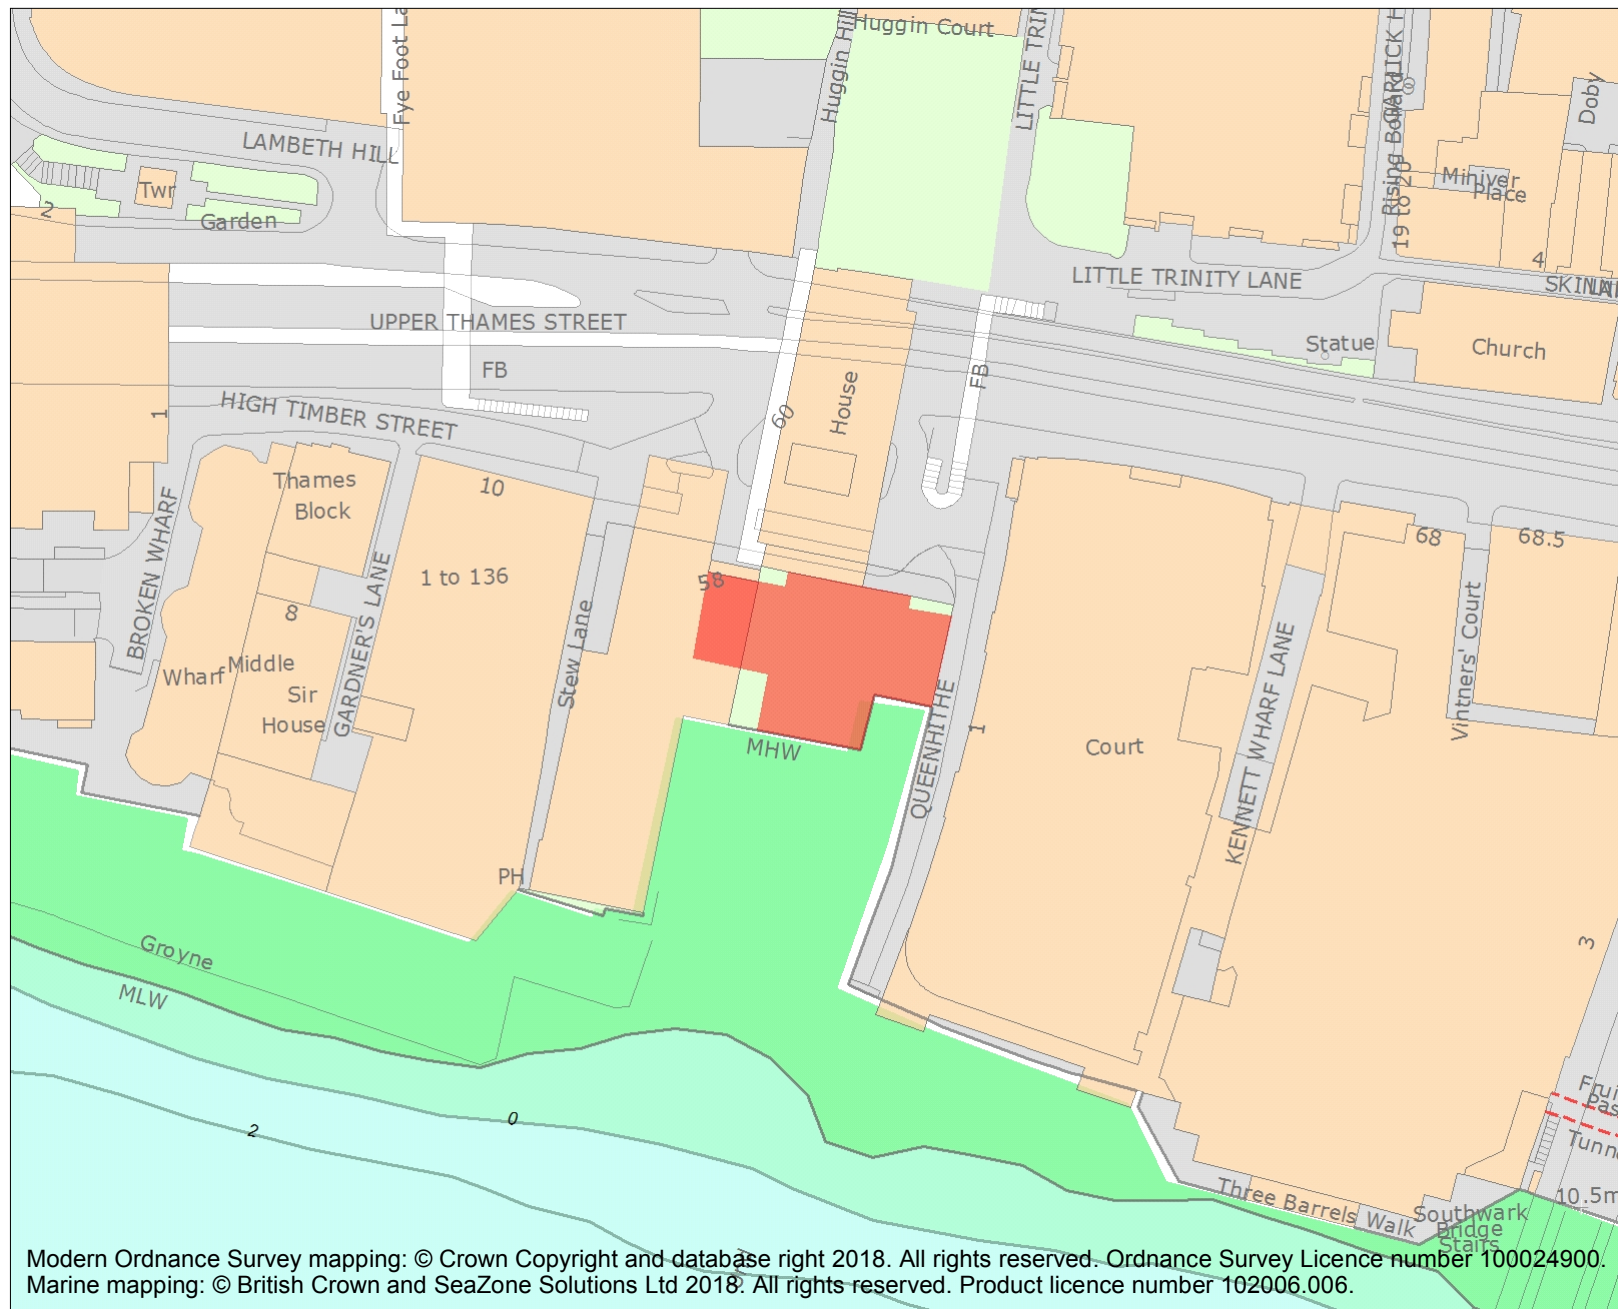 Huggin Court
Huggin Hill
Fye Foot La
LITTLE TRIN
Rising Bollard
19 to 20
Doby
LAMBETH HILL
Twr
Garden
2
Miniver
Place
4
LITTLE TRINITY LANE
UPPER THAMES STREET
Statue
Church
FB
FB
HIGH TIMBER STREET
1
60
House
Thames
Block
10
68
68.5
BROKEN WHARF
1 to 136
58
8
GARDNER'S LANE
Stew Lane
Vintners' Court
Wharf
Middle
Sir
House
QUEENHITHE
1
KENNETT WHARF LANE
MHW
Court
PH
3
Groyne
MLW
Frui
Pas
0
2
Tunn
10.5m
Three Barrels Walk
Southwark
Bridge
Stairs
Modern Ordnance Survey mapping: © Crown Copyright and database right 2018. All rights reserved. Ordnance Survey Licence number 100024900.
Marine mapping: © British Crown and SeaZone Solutions Ltd 2018. All rights reserved. Product licence number 102006.006.